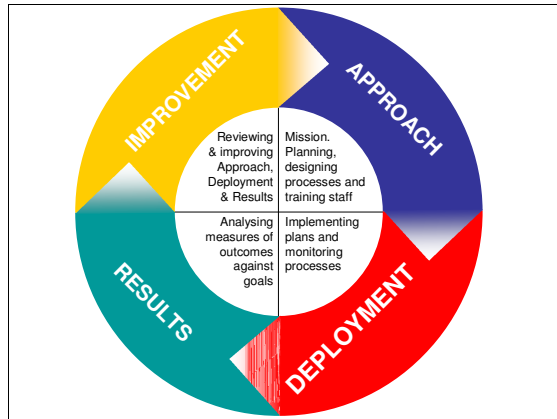 IMPROVEMENT
APPROACH
Reviewing
& improving
Approach,
Deployment
& Results
Mission.
Planning,
designing
processes and
training staff
Analysing
measures of
outcomes
against
goals
Implementing
plans and
monitoring
processes
RESULTS
DEPLOYMENT